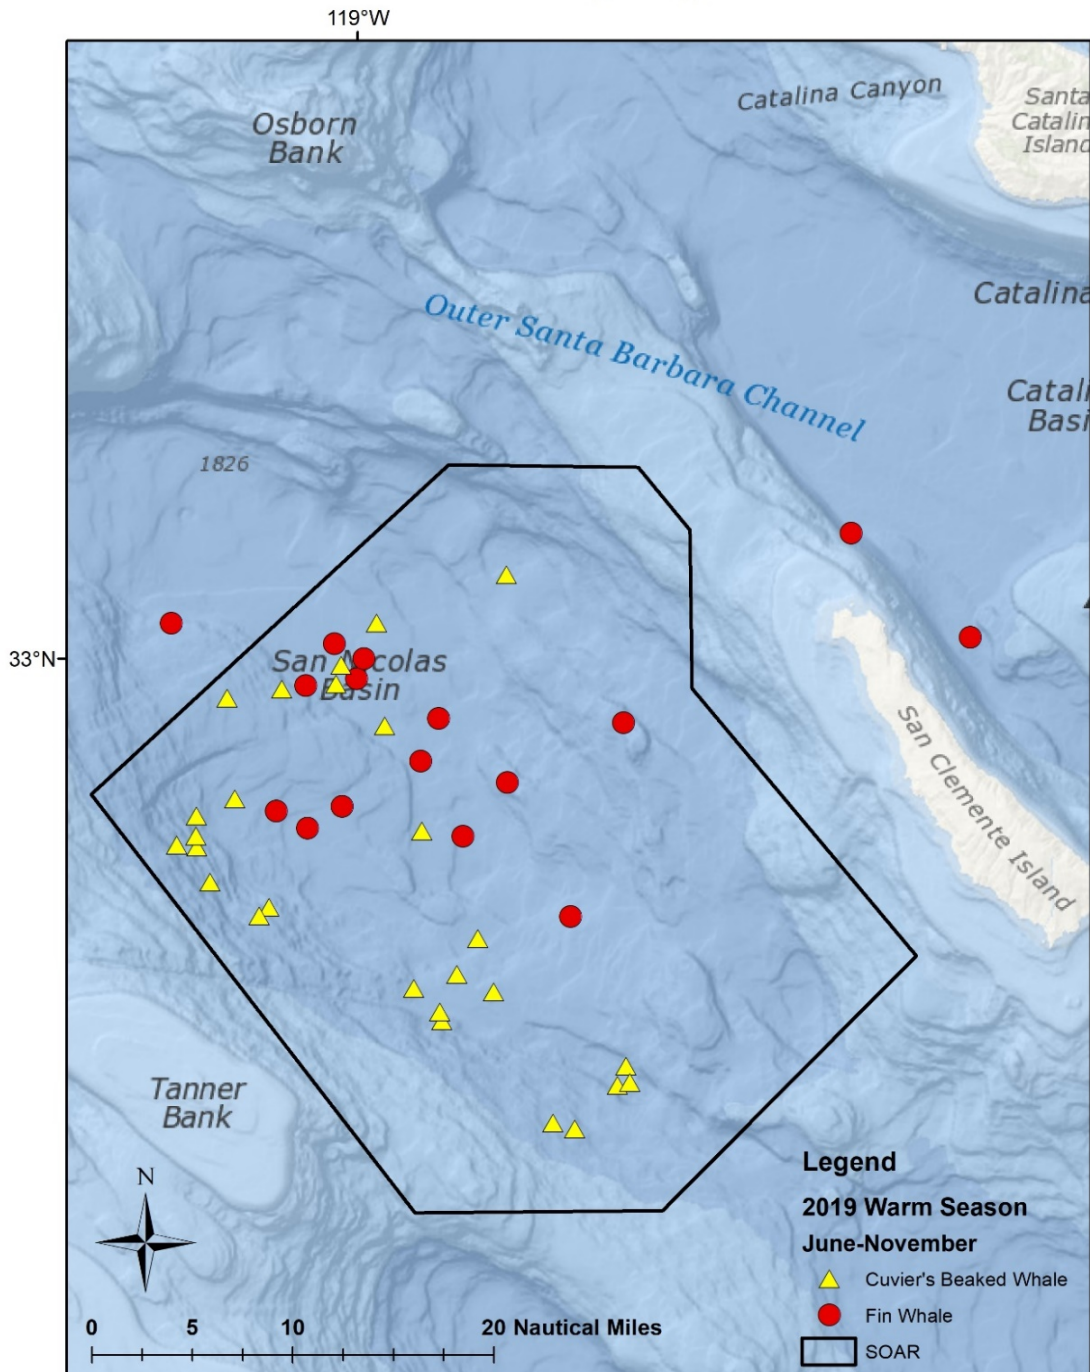 119°W
Catalina Canyon
Santa
Catalin
Island
Osborn
Bank
Catalina
Outer Santa Barbara Channel
Catali
Basi
1826
33°N
San Nicolas
Basin
San Clemente Island
Tanner
Bank
N
Legend
2019 Warm Season
June-November
Cuvier's Beaked Whale
Fin Whale
SOAR
0 5 10 20 Nautical Miles